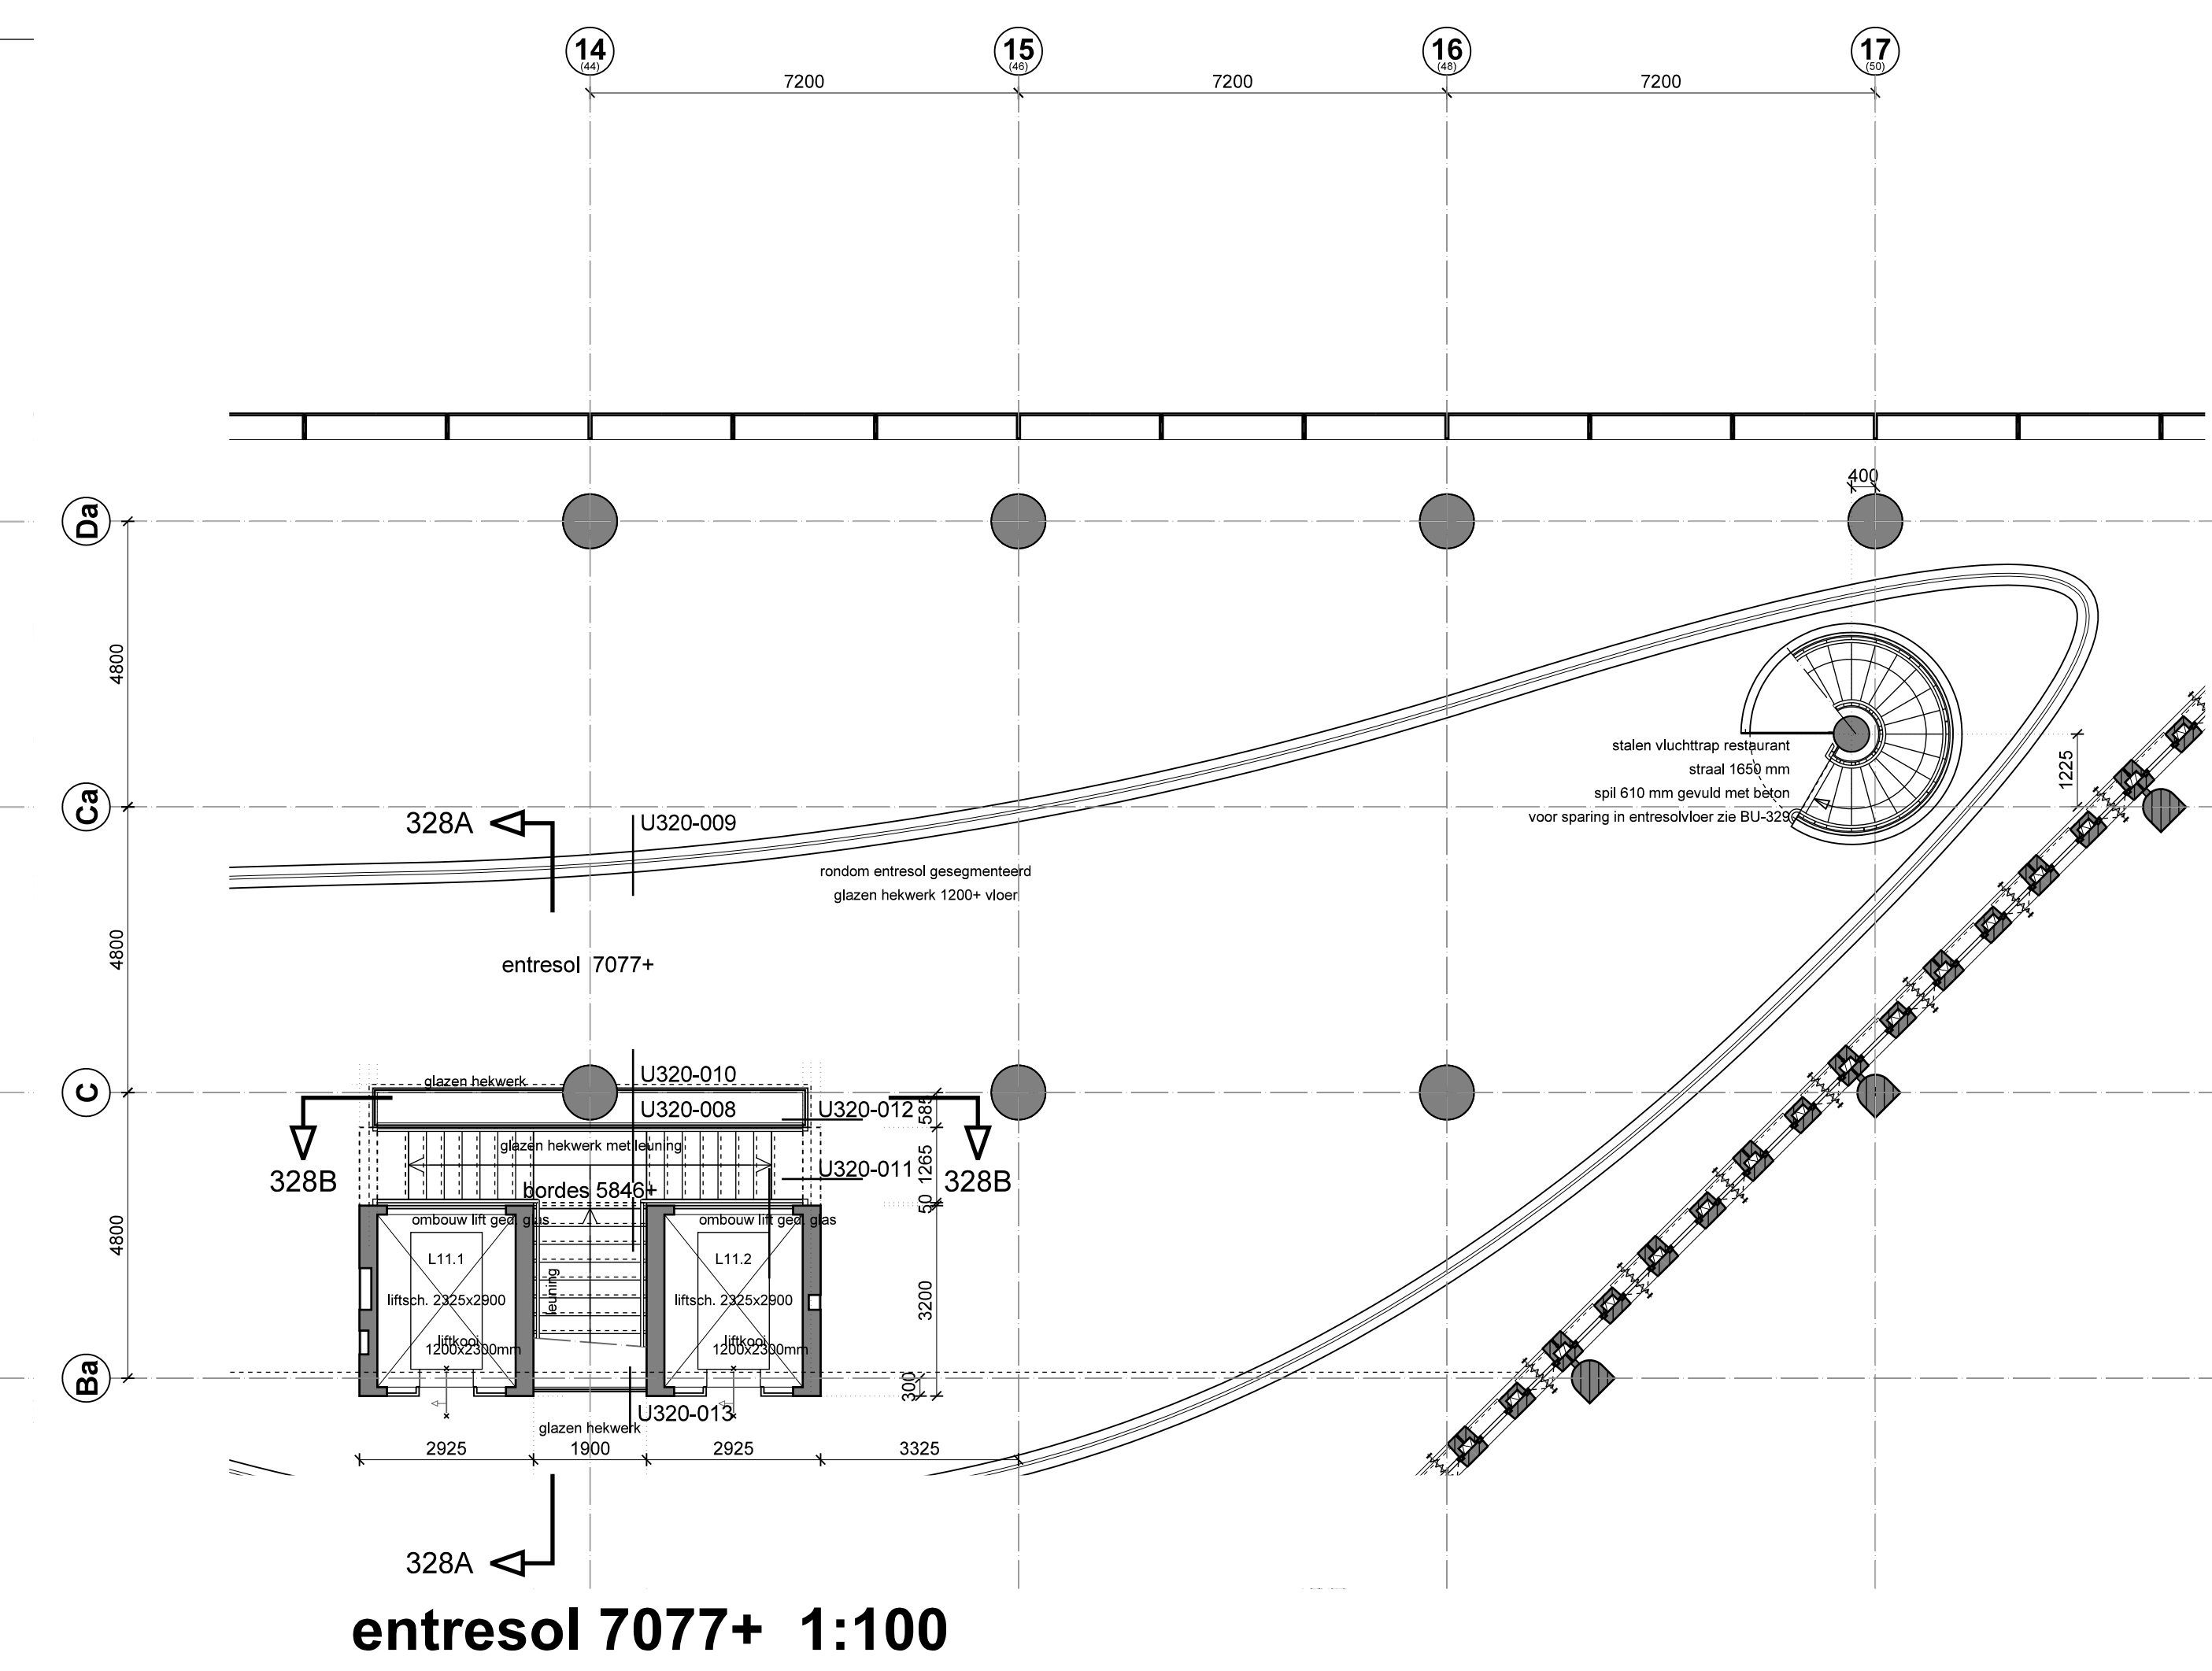 14
(44)
15
(46)
16
(48)
17
(50)
7200
7200
7200
400
Da
4800
Ca
4800
C
4800
Ba
stalen vluchttrap restaurant
straal 1650 mm
spil 610 mm gevuld met beton
voor sparing in entresolvloer zie BU-329
1225
328A
U320-009
rondom entresol gesegmenteerd
glazen hekwerk 1200+ vloer
entresol 7077+
glazen hekwerk
U320-010
U320-008
U320-012
585
328B
glazen hekwerk met leuning
U320-011
1265
328B
bordes 5846+
50
ombouw lift ged. glas
ombouw lift ged. glas
L11.1
L11.2
leuning
liftsch. 2325x2900
liftsch. 2325x2900
3200
liftkooi
1200x2300mm
liftkooi
1200x2300mm
300
U320-013
glazen hekwerk
2925
1900
2925
3325
328A
entresol 7077+ 1:100